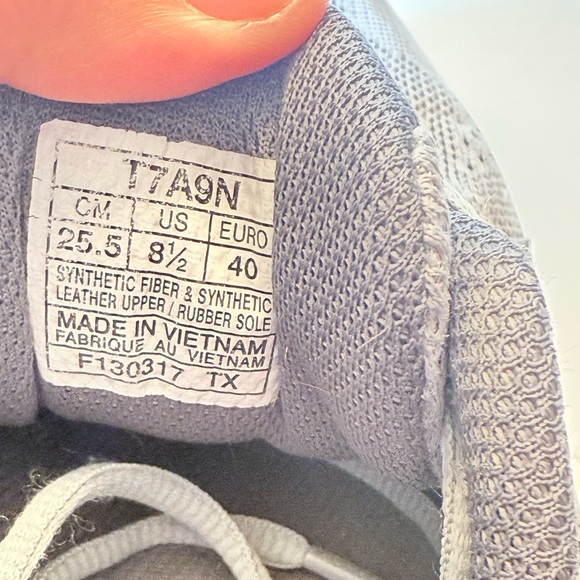 T7A9N
CM US EURO
25.5 8½ 40
SYNTHETIC FIBER & SYNTHETIC
LEATHER UPPER / RUBBER SOLE
MADE IN VIETNAM
FABRIQUE AU VIETNAM
F130317 TX